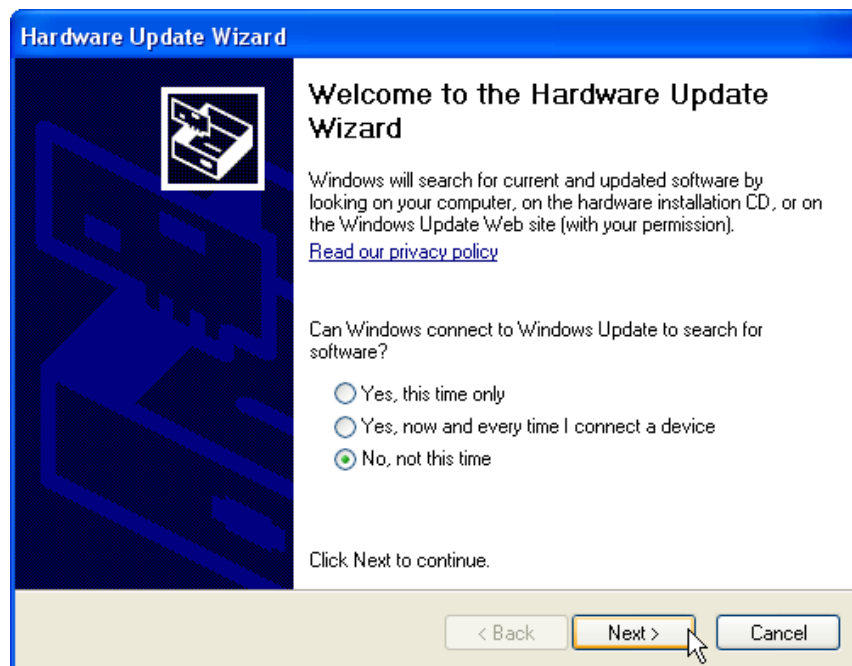 Hardware Update Wizard
Welcome to the Hardware Update
Wizard
Windows will search for current and updated software by
looking on your computer, on the hardware installation CD, or on
the Windows Update Web site (with your permission).
Read our privacy policy
Can Windows connect to Windows Update to search for
software?
Yes, this time only
Yes, now and every time I connect a device
No, not this time
Click Next to continue.
< Back Next > Cancel